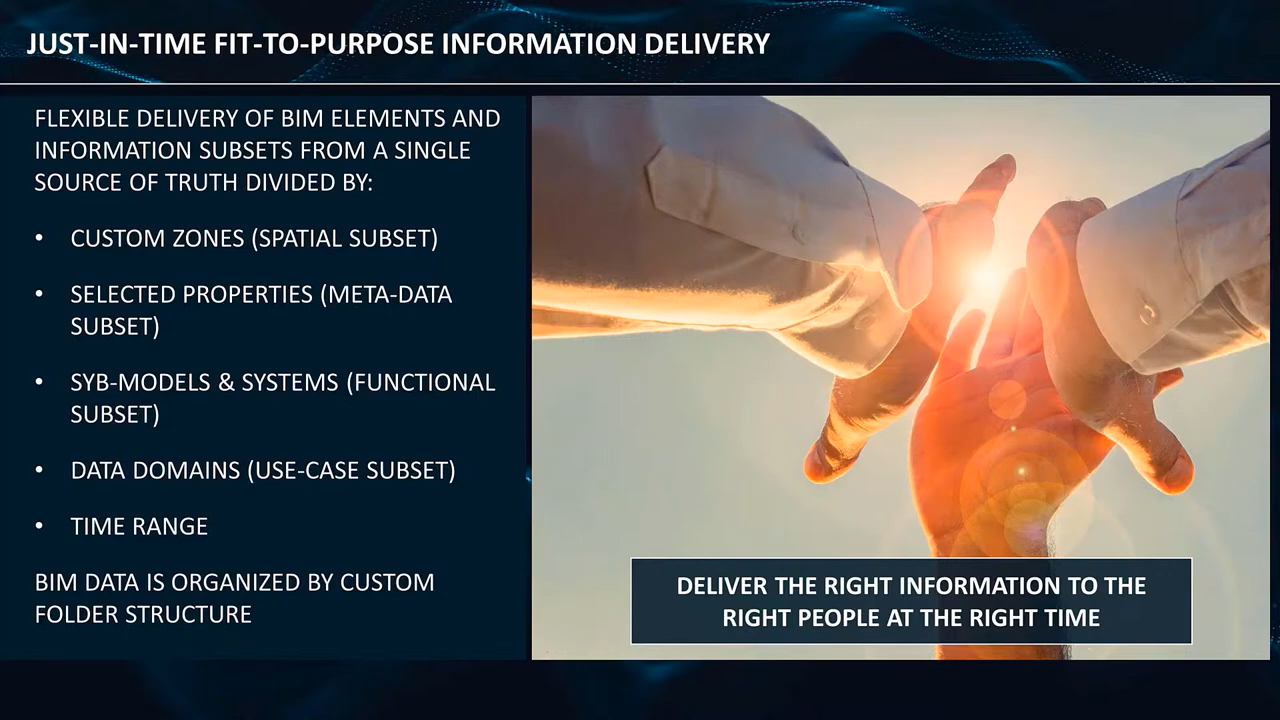 JUST-IN-TIME FIT-TO-PURPOSE INFORMATION DELIVERY
FLEXIBLE DELIVERY OF BIM ELEMENTS AND
INFORMATION SUBSETS FROM A SINGLE
SOURCE OF TRUTH DIVIDED BY:
• CUSTOM ZONES (SPATIAL SUBSET)
• SELECTED PROPERTIES (META-DATA
SUBSET)
• SYB-MODELS & SYSTEMS (FUNCTIONAL
SUBSET)
• DATA DOMAINS (USE-CASE SUBSET)
• TIME RANGE
BIM DATA IS ORGANIZED BY CUSTOM
FOLDER STRUCTURE
DELIVER THE RIGHT INFORMATION TO THE
RIGHT PEOPLE AT THE RIGHT TIME